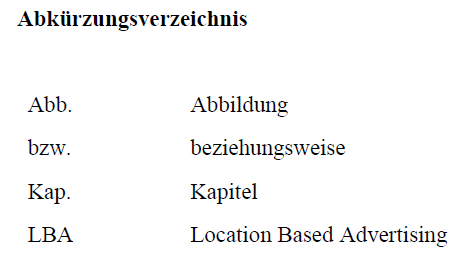 Abkürzungsverzeichnis
Abb. Abbildung
bzw. beziehungsweise
Kap. Kapitel
LBA Location Based Advertising